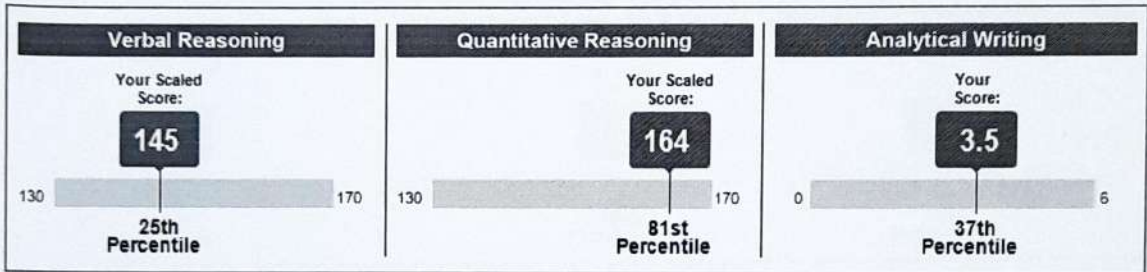 Verbal Reasoning
Your Scaled
Score:
145
130
170
25th
Percentile
Quantitative Reasoning
Your Scaled
Score:
164
130
170
81st
Percentile
Analytical Writing
Your
Score:
3.5
0
6
37th
Percentile